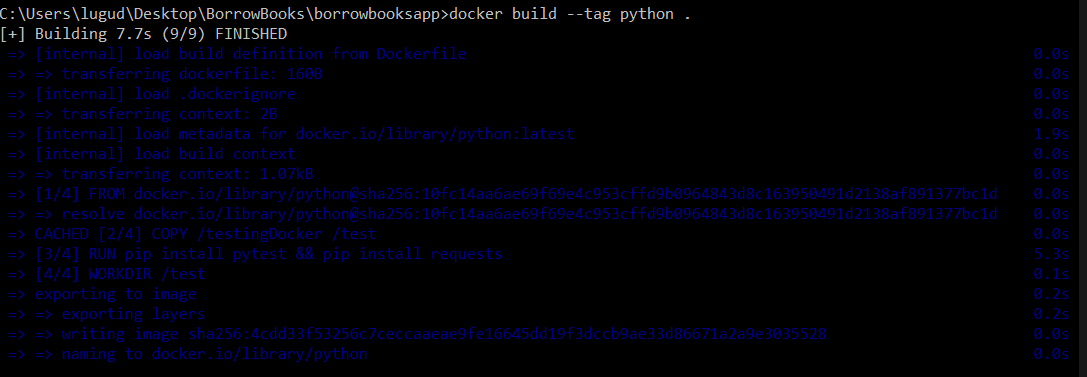 C:\Users\lugud\Desktop\BorrowBooks\borrowbooksapp>docker build --tag python .
[+] Building 7.7s (9/9) FINISHED
=> [internal] load build definition from Dockerfile 0.0s
=> => transferring dockerfile: 160B 0.0s
=> [internal] load .dockerignore 0.0s
=> => transferring context: 2B 0.0s
=> [internal] load metadata for docker.io/library/python:latest 1.9s
=> [internal] load build context 0.0s
=> => transferring context: 1.07kB 0.0s
=> [1/4] FROM docker.io/library/python@sha256:10fc14aa6ae69f69e4c953cffd9b0964843d8c163950491d2138af891377bc1d 0.0s
=> => resolve docker.io/library/python@sha256:10fc14aa6ae69f69e4c953cffd9b0964843d8c163950491d2138af891377bc1d 0.0s
=> CACHED [2/4] COPY /testingDocker /test 0.0s
=> [3/4] RUN pip install pytest && pip install requests 5.3s
=> [4/4] WORKDIR /test 0.1s
=> exporting to image 0.2s
=> => exporting layers 0.2s
=> => writing image sha256:4cdd33f53256c7ceccaaeae9fe16645dd19f3dccb9ae33d86671a2a9e3035528 0.0s
=> => naming to docker.io/library/python 0.0s